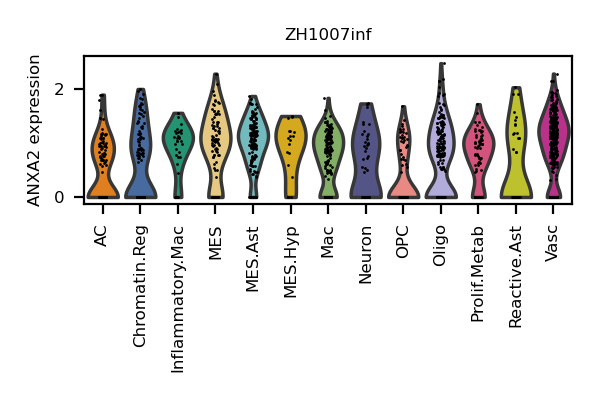 ZH1007inf
ANXA2 expression
2
0
AC
Chromatin.Reg
Inflammatory.Mac
MES
MES.Ast
MES.Hyp
Mac
Neuron
OPC
Oligo
Prolif.Metab
Reactive.Ast
Vasc